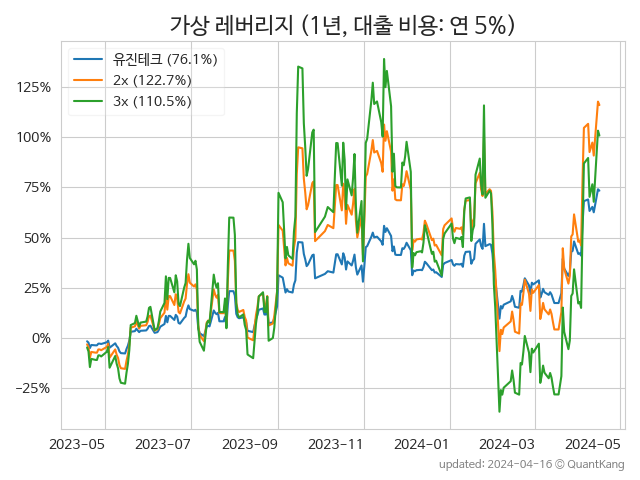 가상 레버리지 (1년, 대출 비용: 연 5%)
유진테크 (76.1%)
2x (122.7%)
3x (110.5%)
125%
100%
75%
50%
25%
0%
−25%
2023-05 2023-07 2023-09 2023-11 2024-01 2024-03 2024-05
updated: 2024-04-16 © QuantKang